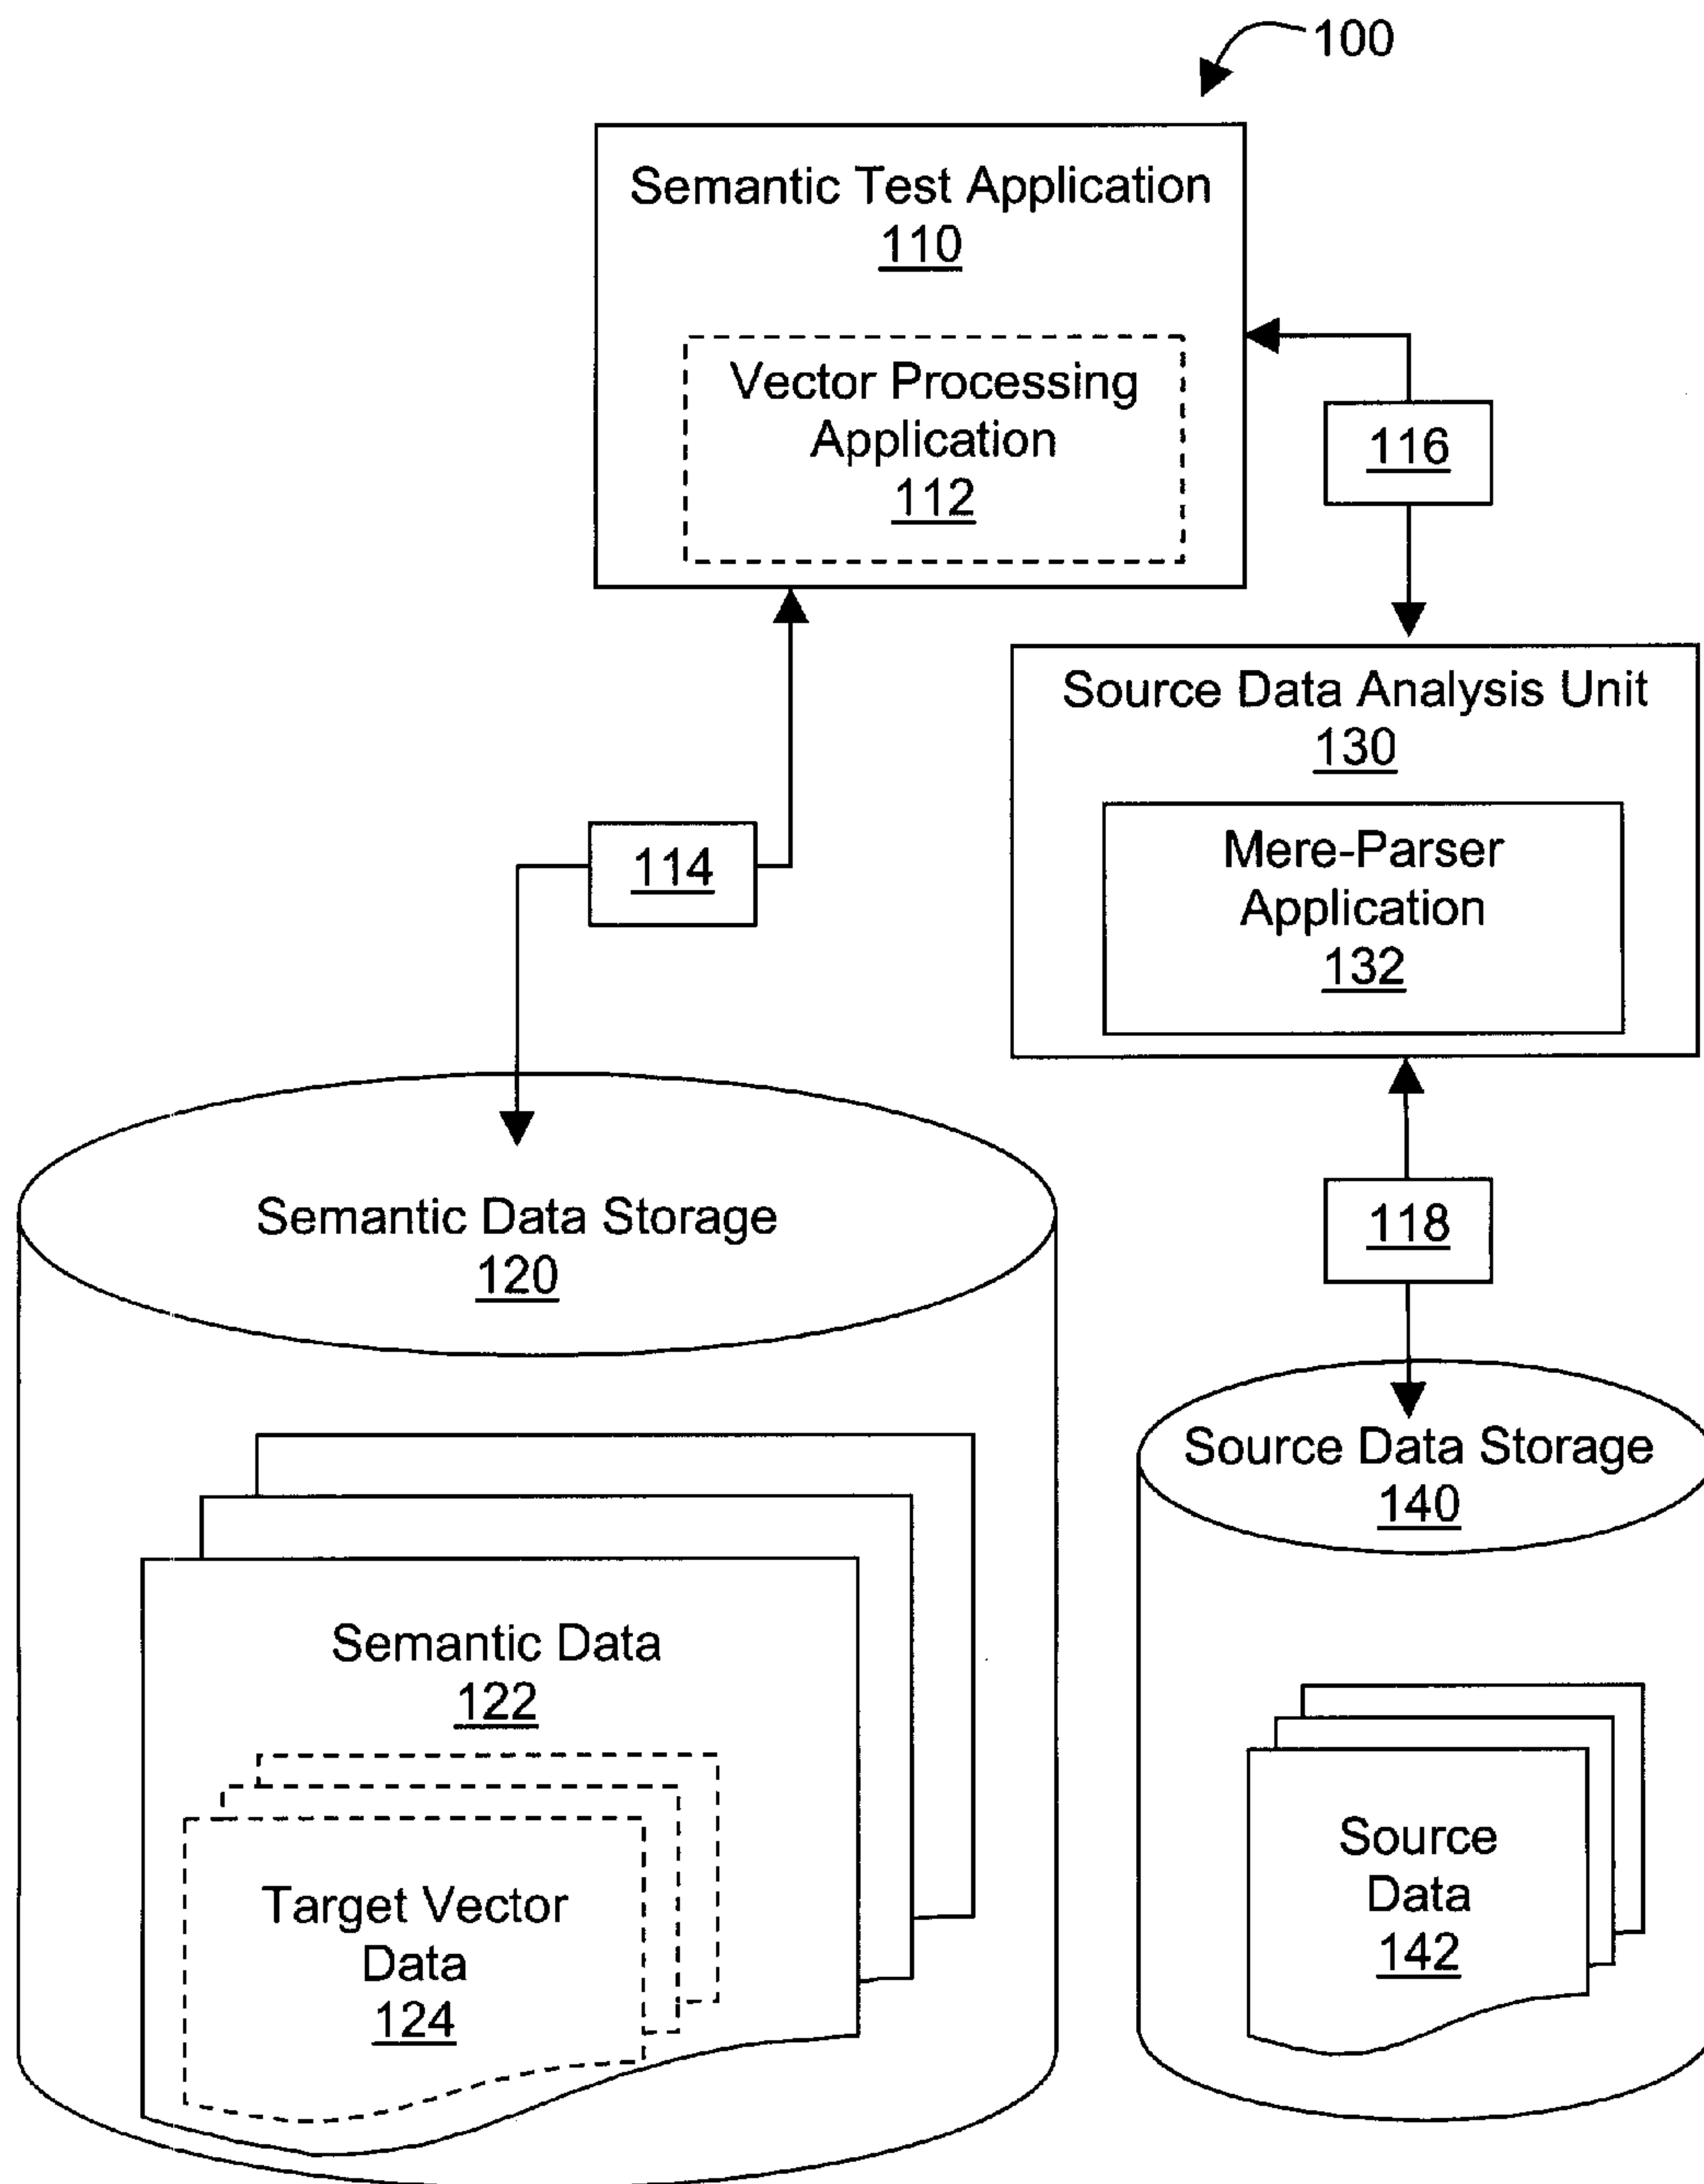 100
Semantic Test Application
110
Vector Processing
Application
112
116
Source Data Analysis Unit
130
Mere-Parser
Application
132
114
118
Semantic Data Storage
120
Source Data Storage
140
Semantic Data
122
Target Vector
Data
124
Source
Data
142